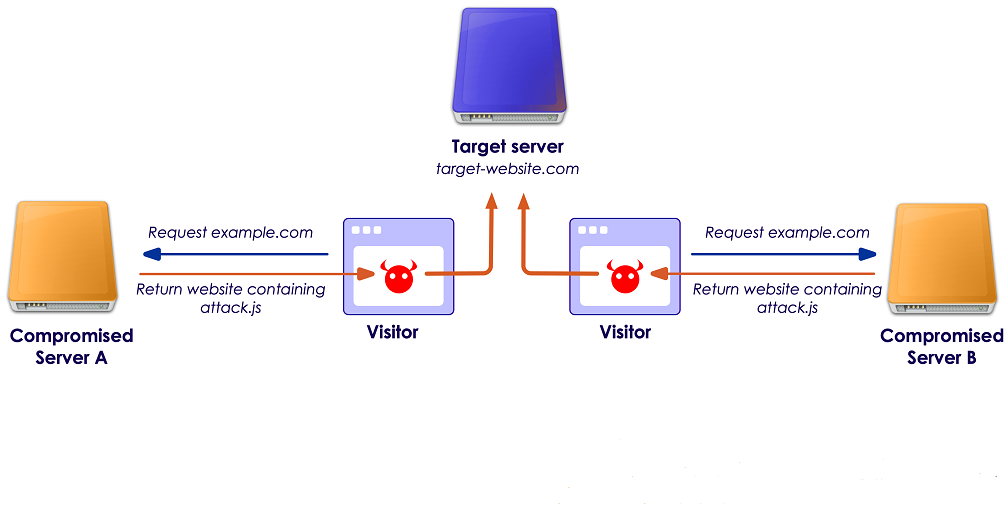 Target server
target-website.com
Request example.com
Return website containing
attack.js
Compromised
Server A
Visitor
Request example.com
Return website containing
attack.js
Visitor
Compromised
Server B